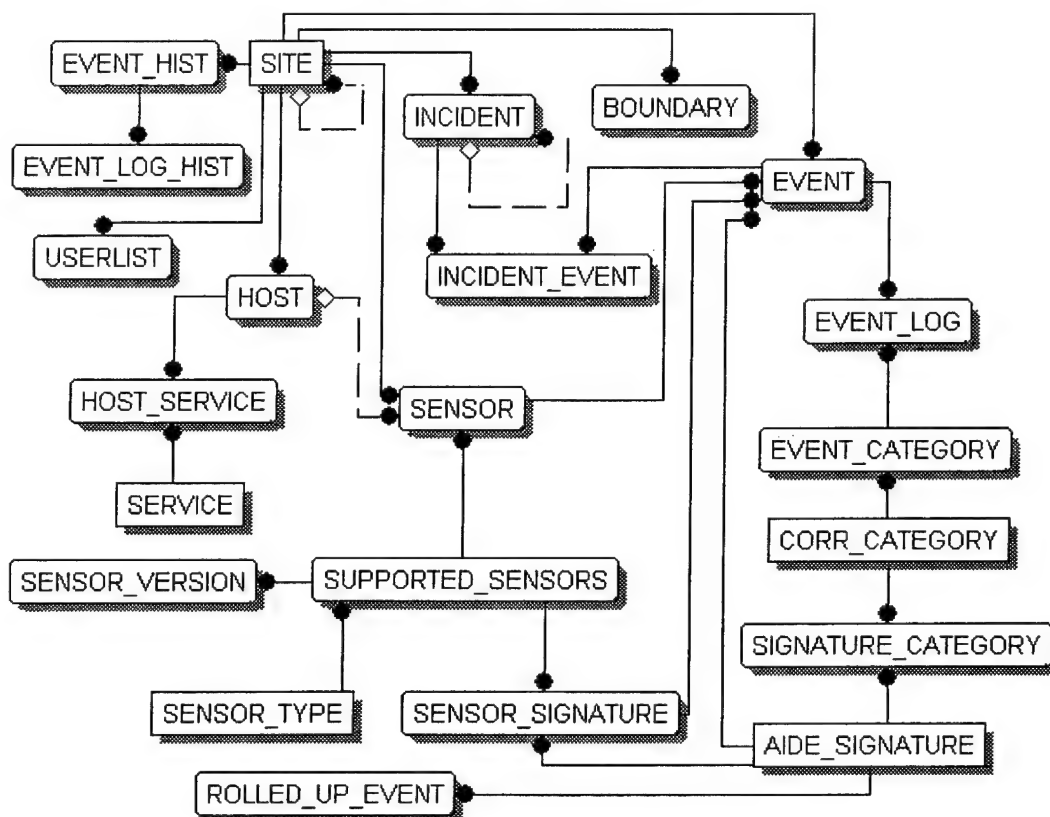 EVENT_HIST
SITE
INCIDENT
BOUNDARY
EVENT_LOG_HIST
EVENT
USERLIST
INCIDENT_EVENT
HOST
EVENT_LOG
HOST_SERVICE
SENSOR
EVENT_CATEGORY
SERVICE
CORR_CATEGORY
SENSOR_VERSION
SUPPORTED_SENSORS
SIGNATURE_CATEGORY
SENSOR_TYPE
SENSOR_SIGNATURE
AIDE_SIGNATURE
ROLLED_UP_EVENT